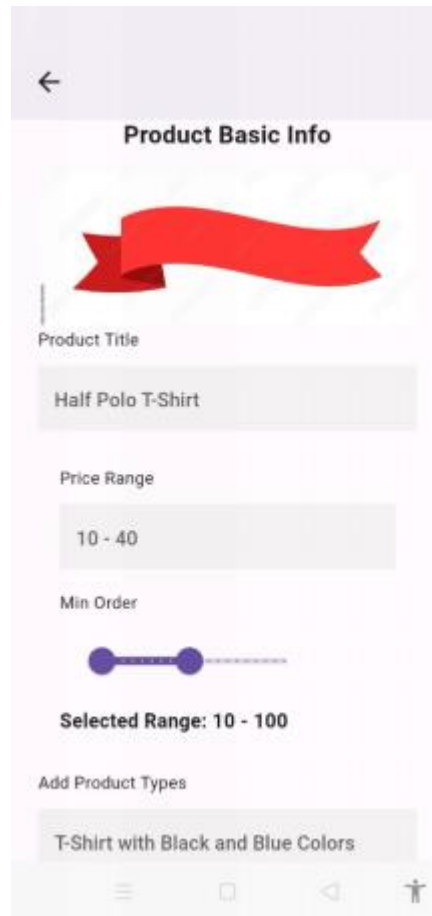 Product Basic Info
Product Title
Half Polo T-Shirt
Price Range
10 - 40
Min Order
Selected Range: 10 - 100
Add Product Types
T-Shirt with Black and Blue Colors